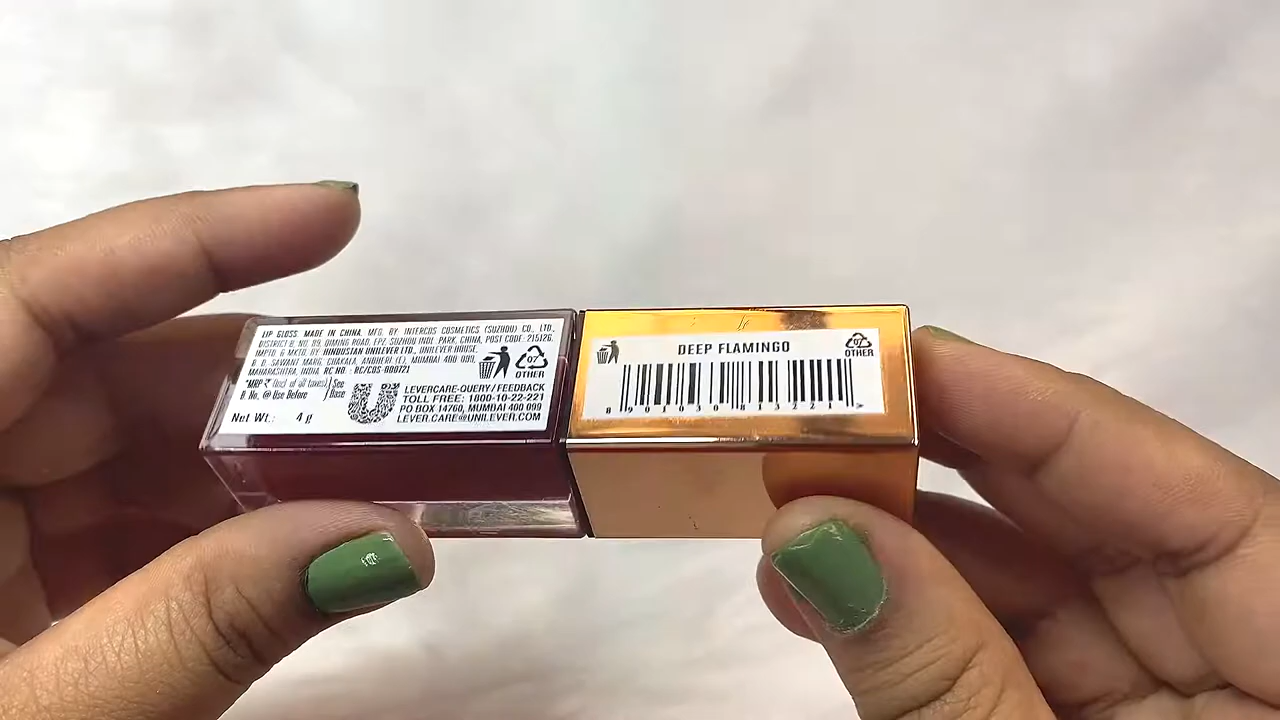 LIP GLOSS. MADE IN CHINA. MFG. BY: INTERCOS COSMETICS (SUZHOU) CO., LTD.,
DISTRICT B, NO. 89, QIMING ROAD, EPZ, SUZHOU INDL. PARK, CHINA, POST CODE: 215126.
IMPTD. & MKTD. BY HINDUSTAN UNILEVER LTD., UNILEVER HOUSE,
B. D. SAWANT MARG, CHAKALA, ANDHERI (E), MUMBAI 400 099,
MAHARASHTRA, INDIA. RC NO.: RC/COS-000721
*MRP ₹ (Incl of all taxes) See
B. No., @ Use Before Base
Net Wt.: 4 g
07
OTHER
LEVERCARE-QUERY/FEEDBACK
TOLL FREE: 1800-10-22-221
PO BOX 14760, MUMBAI 400 099
LEVER.CARE@UNILEVER.COM
DEEP FLAMINGO
07
OTHER
8 901030 813221 >